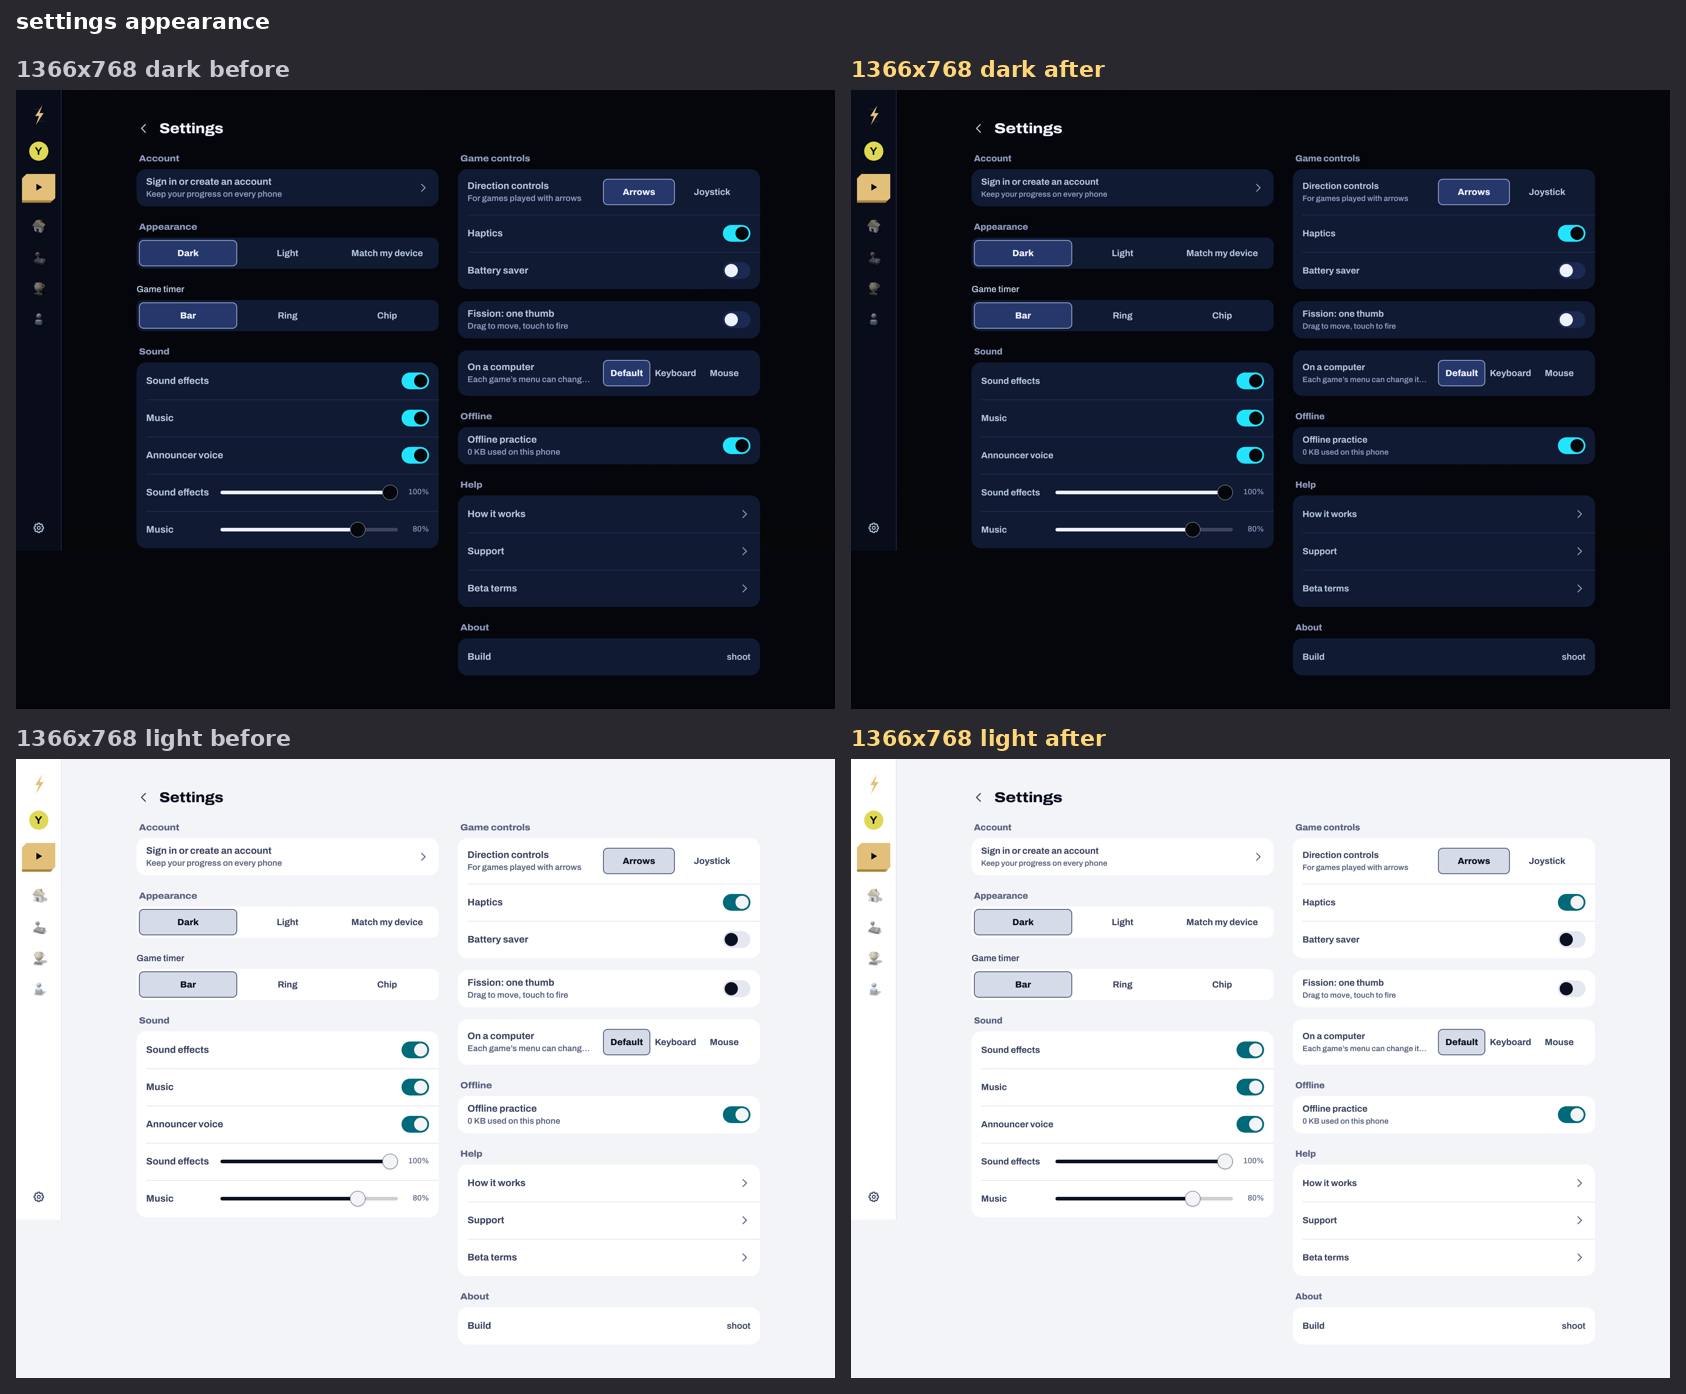 settings appearance
1366x768 dark before
Y
Settings
Account
Sign in or create an account
Keep your progress on every phone
Appearance
Dark
Light
Match my device
Game timer
Bar
Ring
Chip
Sound
Sound effects
Music
Announcer voice
Sound effects
100%
Music
80%
Game controls
Direction controls
For games played with arrows
Arrows
Joystick
Haptics
Battery saver
Fission: one thumb
Drag to move, touch to fire
On a computer
Each game's menu can chang...
Default
Keyboard
Mouse
Offline
Offline practice
0 KB used on this phone
Help
How it works
Support
Beta terms
About
Build
shoot
1366x768 dark after
Y
Settings
Account
Sign in or create an account
Keep your progress on every phone
Appearance
Dark
Light
Match my device
Game timer
Bar
Ring
Chip
Sound
Sound effects
Music
Announcer voice
Sound effects
100%
Music
80%
Game controls
Direction controls
For games played with arrows
Arrows
Joystick
Haptics
Battery saver
Fission: one thumb
Drag to move, touch to fire
On a computer
Each game's menu can change it...
Default
Keyboard
Mouse
Offline
Offline practice
0 KB used on this phone
Help
How it works
Support
Beta terms
About
Build
shoot
1366x768 light before
Y
Settings
Account
Sign in or create an account
Keep your progress on every phone
Appearance
Dark
Light
Match my device
Game timer
Bar
Ring
Chip
Sound
Sound effects
Music
Announcer voice
Sound effects
100%
Music
80%
Game controls
Direction controls
For games played with arrows
Arrows
Joystick
Haptics
Battery saver
Fission: one thumb
Drag to move, touch to fire
On a computer
Each game's menu can chang...
Default
Keyboard
Mouse
Offline
Offline practice
0 KB used on this phone
Help
How it works
Support
Beta terms
About
Build
shoot
1366x768 light after
Y
Settings
Account
Sign in or create an account
Keep your progress on every phone
Appearance
Dark
Light
Match my device
Game timer
Bar
Ring
Chip
Sound
Sound effects
Music
Announcer voice
Sound effects
100%
Music
80%
Game controls
Direction controls
For games played with arrows
Arrows
Joystick
Haptics
Battery saver
Fission: one thumb
Drag to move, touch to fire
On a computer
Each game's menu can change it...
Default
Keyboard
Mouse
Offline
Offline practice
0 KB used on this phone
Help
How it works
Support
Beta terms
About
Build
shoot